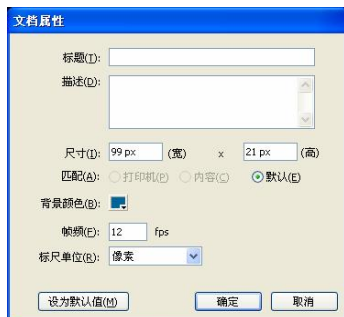 文档属性
标题(T):
描述(D):
尺寸(I): 99 px (宽) x 21 px (高)
匹配(A): 打印机(P) 内容(C) 默认(E)
背景颜色(B):
帧频(F): 12 fps
标尺单位(R): 像素
设为默认值(M) 确定 取消